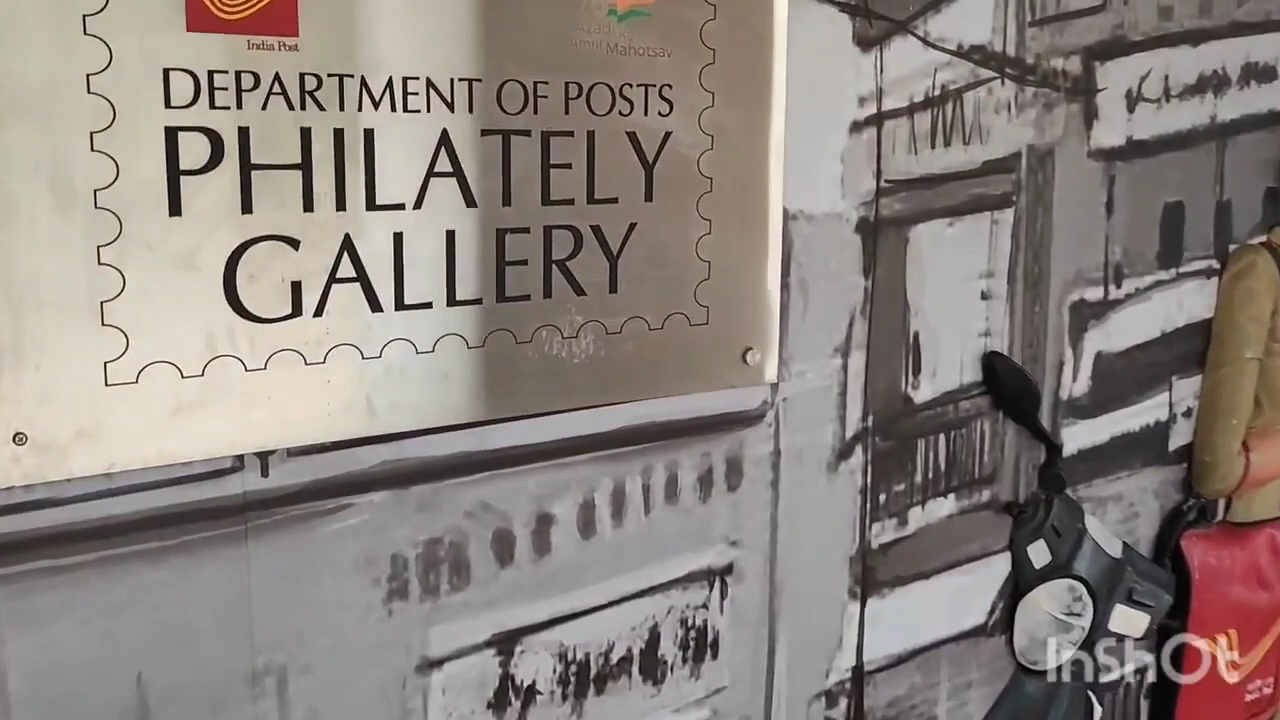 India Post
Azadi Ka
Amrit Mahotsav
DEPARTMENT OF POSTS
PHILATELY
GALLERY
InShOt